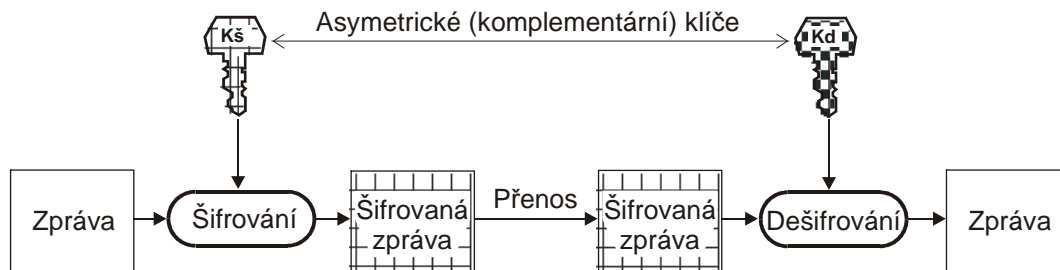 Asymetrické (komplementární) klíče
Kš
Kd
Zpráva
Šifrování
Šifrovaná
zpráva
Přenos
Šifrovaná
zpráva
Dešifrování
Zpráva